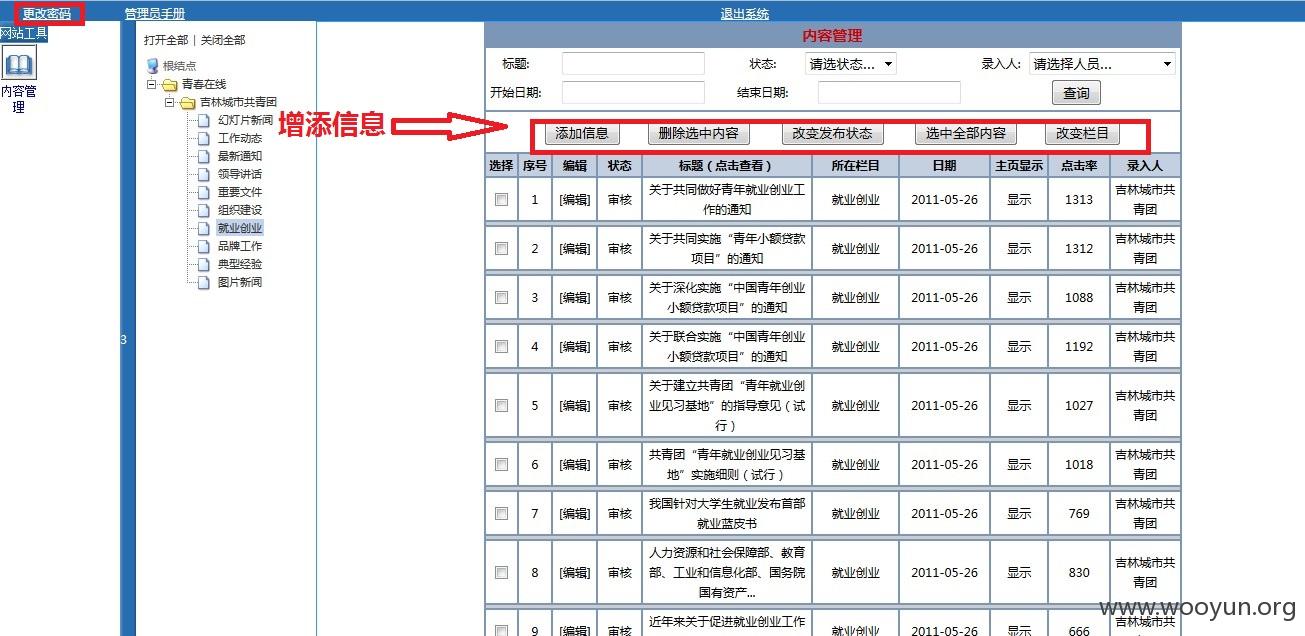 更改密码 管理员手册 退出系统
网站工具
内容管理
打开全部 | 关闭全部
根结点
青春在线
吉林城市共青团
幻灯片新闻
工作动态
最新通知
领导讲话
重要文件
组织建设
就业创业
品牌工作
典型经验
图片新闻
3
增添信息
内容管理
标题: 状态: 请选状态... 录入人: 请选择人员...
开始日期: 结束日期: 查询
添加信息 删除选中内容 改变发布状态 选中全部内容 改变栏目
选择 序号 编辑 状态 标题（点击查看） 所在栏目 日期 主页显示 点击率 录入人
1 [编辑] 审核 关于共同做好青年就业创业工作的通知 就业创业 2011-05-26 显示 1313 吉林城市共青团
2 [编辑] 审核 关于共同实施“青年小额贷款项目”的通知 就业创业 2011-05-26 显示 1312 吉林城市共青团
3 [编辑] 审核 关于深化实施“中国青年创业小额贷款项目”的通知 就业创业 2011-05-26 显示 1088 吉林城市共青团
4 [编辑] 审核 关于联合实施“中国青年创业小额贷款项目”的通知 就业创业 2011-05-26 显示 1192 吉林城市共青团
5 [编辑] 审核 关于建立共青团“青年就业创业见习基地”的指导意见（试行） 就业创业 2011-05-26 显示 1027 吉林城市共青团
6 [编辑] 审核 共青团“青年就业创业见习基地”实施细则（试行） 就业创业 2011-05-26 显示 1018 吉林城市共青团
7 [编辑] 审核 我国针对大学生就业发布首部就业蓝皮书 就业创业 2011-05-26 显示 769 吉林城市共青团
8 [编辑] 审核 人力资源和社会保障部、教育部、工业和信息化部、国务院国有资产... 就业创业 2011-05-26 显示 830 吉林城市共青团
9 [编辑] 审核 近年来关于促进就业创业工作 就业创业 2011-05-26 显示 666 吉林城市共
www.wooyun.org